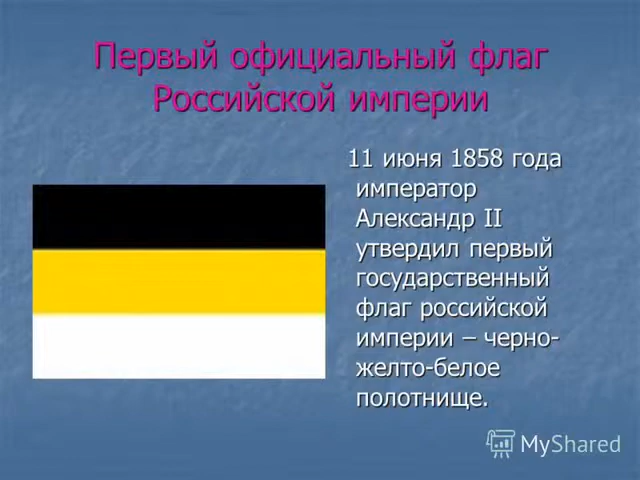 Первый официальный флаг
Российской империи
11 июня 1858 года
император
Александр II
утвердил первый
государственный
флаг российской
империи – черно-
желто-белое
полотнище.
MyShared